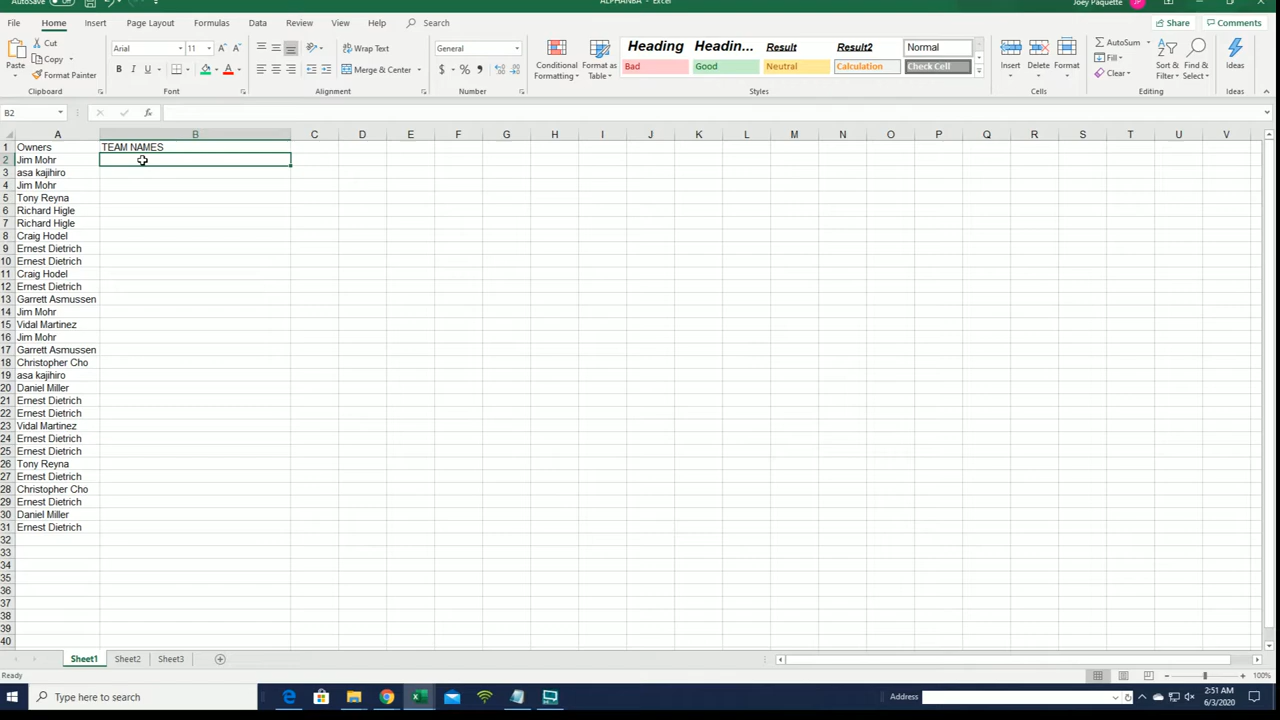 AutoSave Off ALPHANBA - Excel Joey Paquette JP
File Home Insert Page Layout Formulas Data Review View Help Search Share Comments
Paste Cut Copy Format Painter Clipboard
Arial 11 B I U Font
Wrap Text Merge & Center Alignment
General $ % Number
Conditional Formatting Format as Table
Heading Headin... Result Result2 Normal
Bad Good Neutral Calculation Check Cell
Styles
Insert Delete Format Cells
AutoSum Fill Clear Sort & Filter Find & Select Editing
Ideas Ideas
B2 fx
A B C D E F G H I J K L M N O P Q R S T U V
1 Owners TEAM NAMES
2 Jim Mohr
3 asa kajihiro
4 Jim Mohr
5 Tony Reyna
6 Richard Higle
7 Richard Higle
8 Craig Hodel
9 Ernest Dietrich
10 Ernest Dietrich
11 Craig Hodel
12 Ernest Dietrich
13 Garrett Asmussen
14 Jim Mohr
15 Vidal Martinez
16 Jim Mohr
17 Garrett Asmussen
18 Christopher Cho
19 asa kajihiro
20 Daniel Miller
21 Ernest Dietrich
22 Ernest Dietrich
23 Vidal Martinez
24 Ernest Dietrich
25 Ernest Dietrich
26 Tony Reyna
27 Ernest Dietrich
28 Christopher Cho
29 Ernest Dietrich
30 Daniel Miller
31 Ernest Dietrich
32
33
34
35
36
37
38
39
40
Sheet1 Sheet2 Sheet3
Ready 100%
Type here to search Address 2:51 AM
6/3/2020